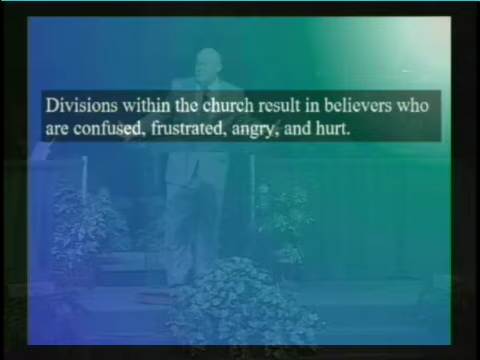 Divisions within the church result in believers who
are confused, frustrated, angry, and hurt.